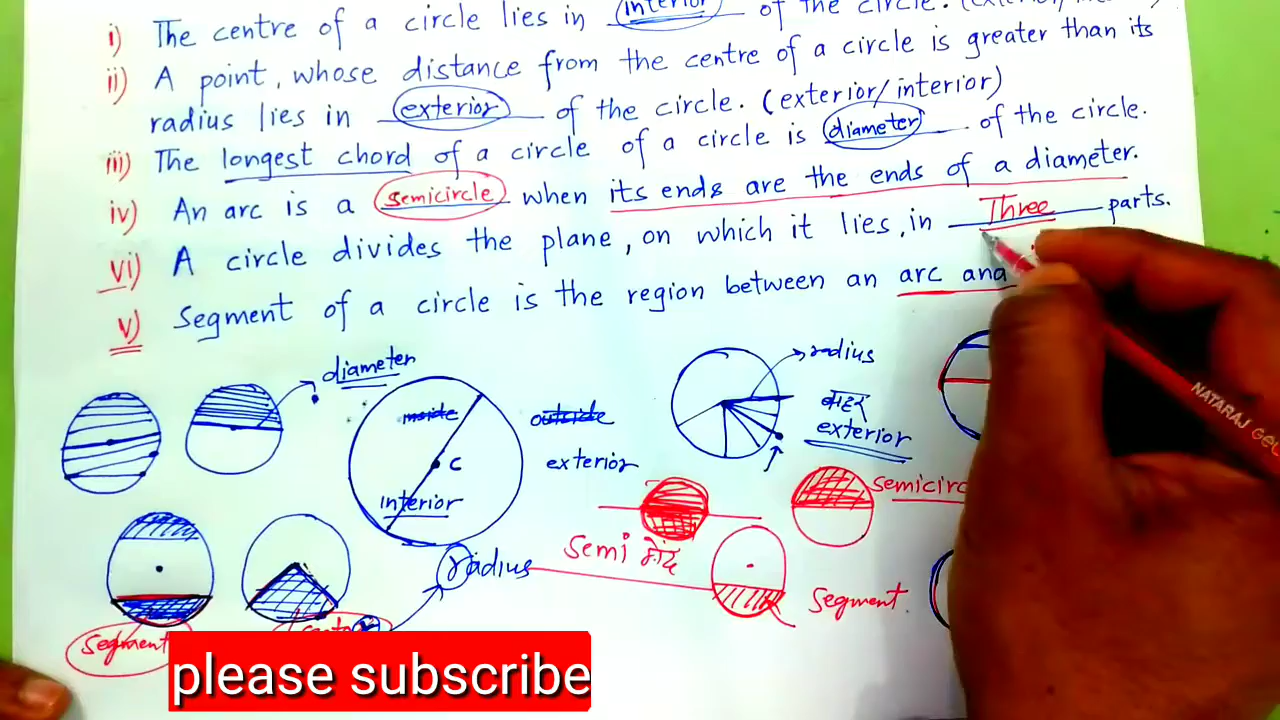 i) The centre of a circle lies in interior of the circle.
ii) A point, whose distance from the centre of a circle is greater than its
radius lies in exterior of the circle. (exterior/interior)
iii) The longest chord of a circle of a circle is diameter of the circle.
iv) An arc is a semicircle when its ends are the ends of a diameter.
vi) A circle divides the plane, on which it lies, in Three parts.
v) Segment of a circle is the region between an arc and
diameter
radius
inside outside
बाहर
exterior
C exterior
interior
semicirc
Semi
radius
segment
segment
NATARAJ
please subscribe